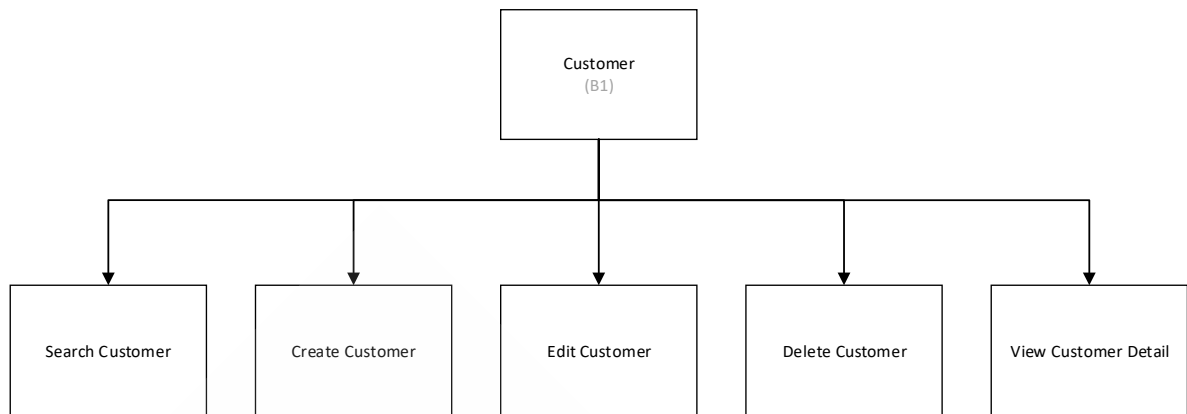 Customer
(B1)
Search Customer
Create Customer
Edit Customer
Delete Customer
View Customer Detail